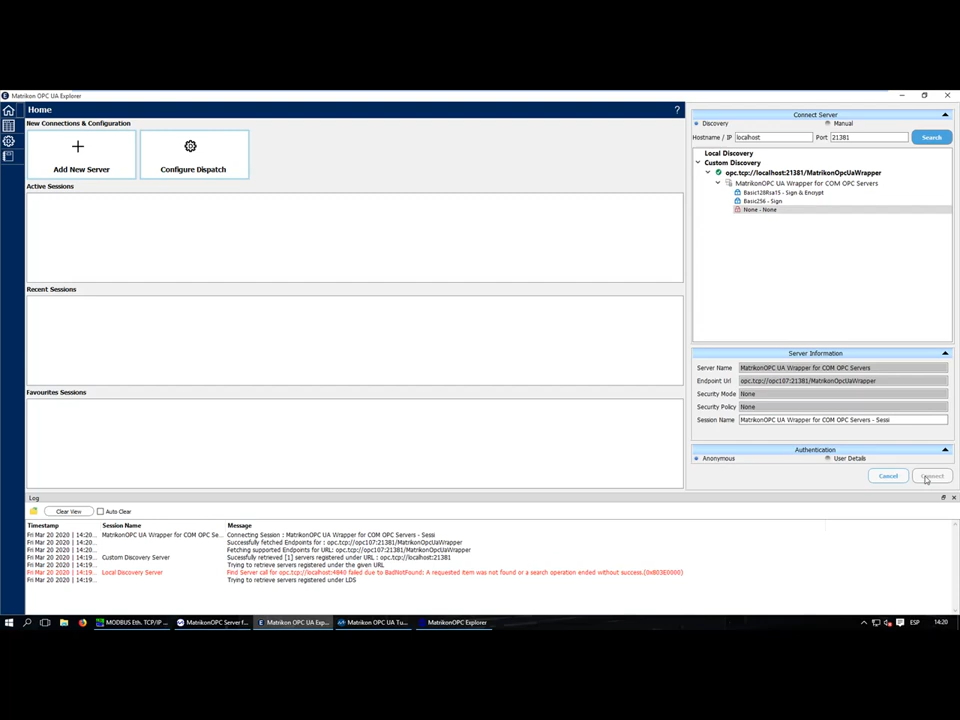 Matrikon OPC UA Explorer
Home
?
New Connections & Configuration
Add New Server
Configure Dispatch
Active Sessions
Recent Sessions
Favourites Sessions
Connect Server
Discovery
Manual
Hostname / IP
localhost
Port
21381
Search
Local Discovery
Custom Discovery
opc.tcp://localhost:21381/MatrikonOpcUaWrapper
MatrikonOPC UA Wrapper for COM OPC Servers
Basic128Rsa15 - Sign & Encrypt
Basic256 - Sign
None - None
Server Information
Server Name MatrikonOPC UA Wrapper for COM OPC Servers
Endpoint Url opc.tcp://opc107:21381/MatrikonOpcUaWrapper
Security Mode None
Security Policy None
Session Name MatrikonOPC UA Wrapper for COM OPC Servers - Sessi
Authentication
Anonymous
User Details
Cancel
Connect
Log
Clear View
Auto Clear
Timestamp Session Name Message
Fri Mar 20 2020 | 14:20... MatrikonOPC UA Wrapper for COM OPC Se... Connecting Session : MatrikonOPC UA Wrapper for COM OPC Servers - Sessi
Fri Mar 20 2020 | 14:20... Successfully fetched Endpoints for : opc.tcp://opc107:21381/MatrikonOpcUaWrapper
Fri Mar 20 2020 | 14:20... Fetching supported Endpoints for URL: opc.tcp://opc107:21381/MatrikonOpcUaWrapper
Fri Mar 20 2020 | 14:19... Custom Discovery Server Sucessfully retrieved [1] servers registered under URL : opc.tcp://localhost:21381
Fri Mar 20 2020 | 14:19... Trying to retrieve servers registered under the given URL
Fri Mar 20 2020 | 14:19... Local Discovery Server Find Server call for opc.tcp://localhost:4840 failed due to BadNotFound: A requested item was not found or a search operation ended without success.(0x803E0000)
Fri Mar 20 2020 | 14:19... Trying to retrieve servers registered under LDS
MODBUS Eth. TCP/IP ...
MatrikonOPC Server f...
Matrikon OPC UA Exp...
Matrikon OPC UA Tu...
MatrikonOPC Explorer
ESP
14:20